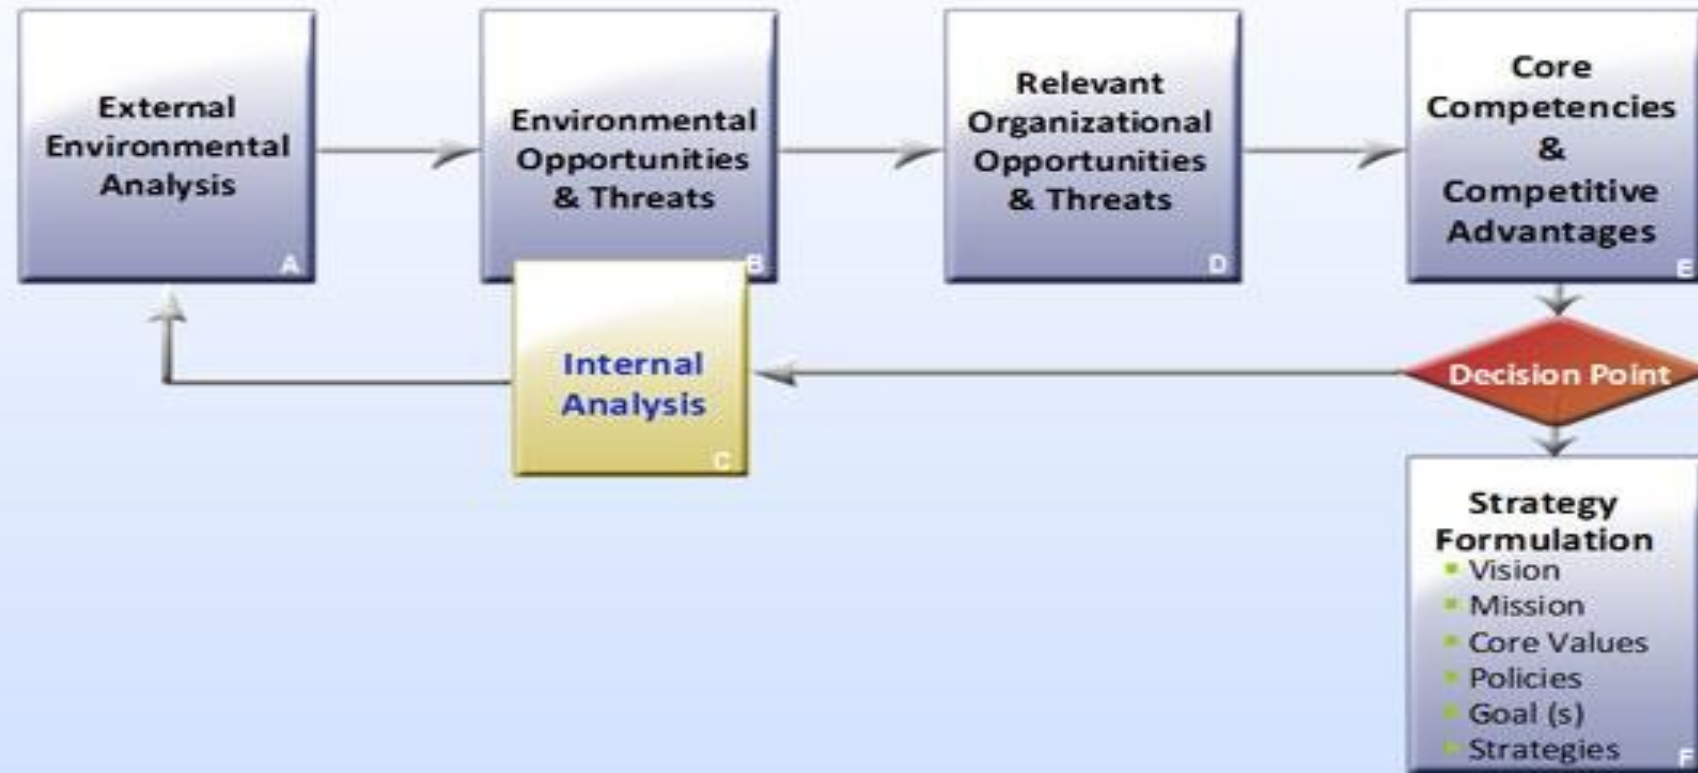 External
Environmental
Analysis
A
Environmental
Opportunities
& Threats
B
Relevant
Organizational
Opportunities
& Threats
D
Core
Competencies
&
Competitive
Advantages
E
Internal
Analysis
C
Decision Point
Strategy
Formulation
Vision
Mission
Core Values
Policies
Goal (s)
Strategies
F